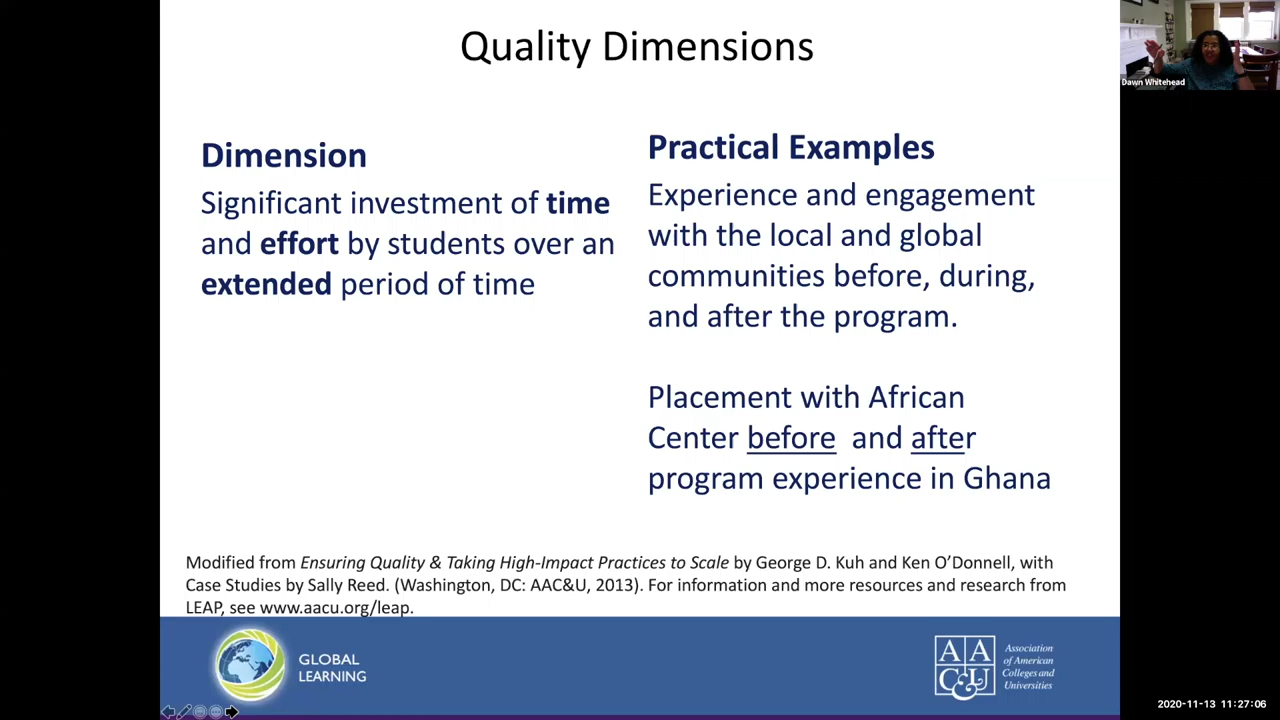 Quality Dimensions
Dimension
Significant investment of time
and effort by students over an
extended period of time
Practical Examples
Experience and engagement
with the local and global
communities before, during,
and after the program.
Placement with African
Center before and after
program experience in Ghana
Modified from Ensuring Quality & Taking High-Impact Practices to Scale by George D. Kuh and Ken O’Donnell, with
Case Studies by Sally Reed. (Washington, DC: AAC&U, 2013). For information and more resources and research from
LEAP, see www.aacu.org/leap.
GLOBAL
LEARNING
AA
C&U
Association
of American
Colleges and
Universities
Dawn Whitehead
2020-11-13 11:27:06